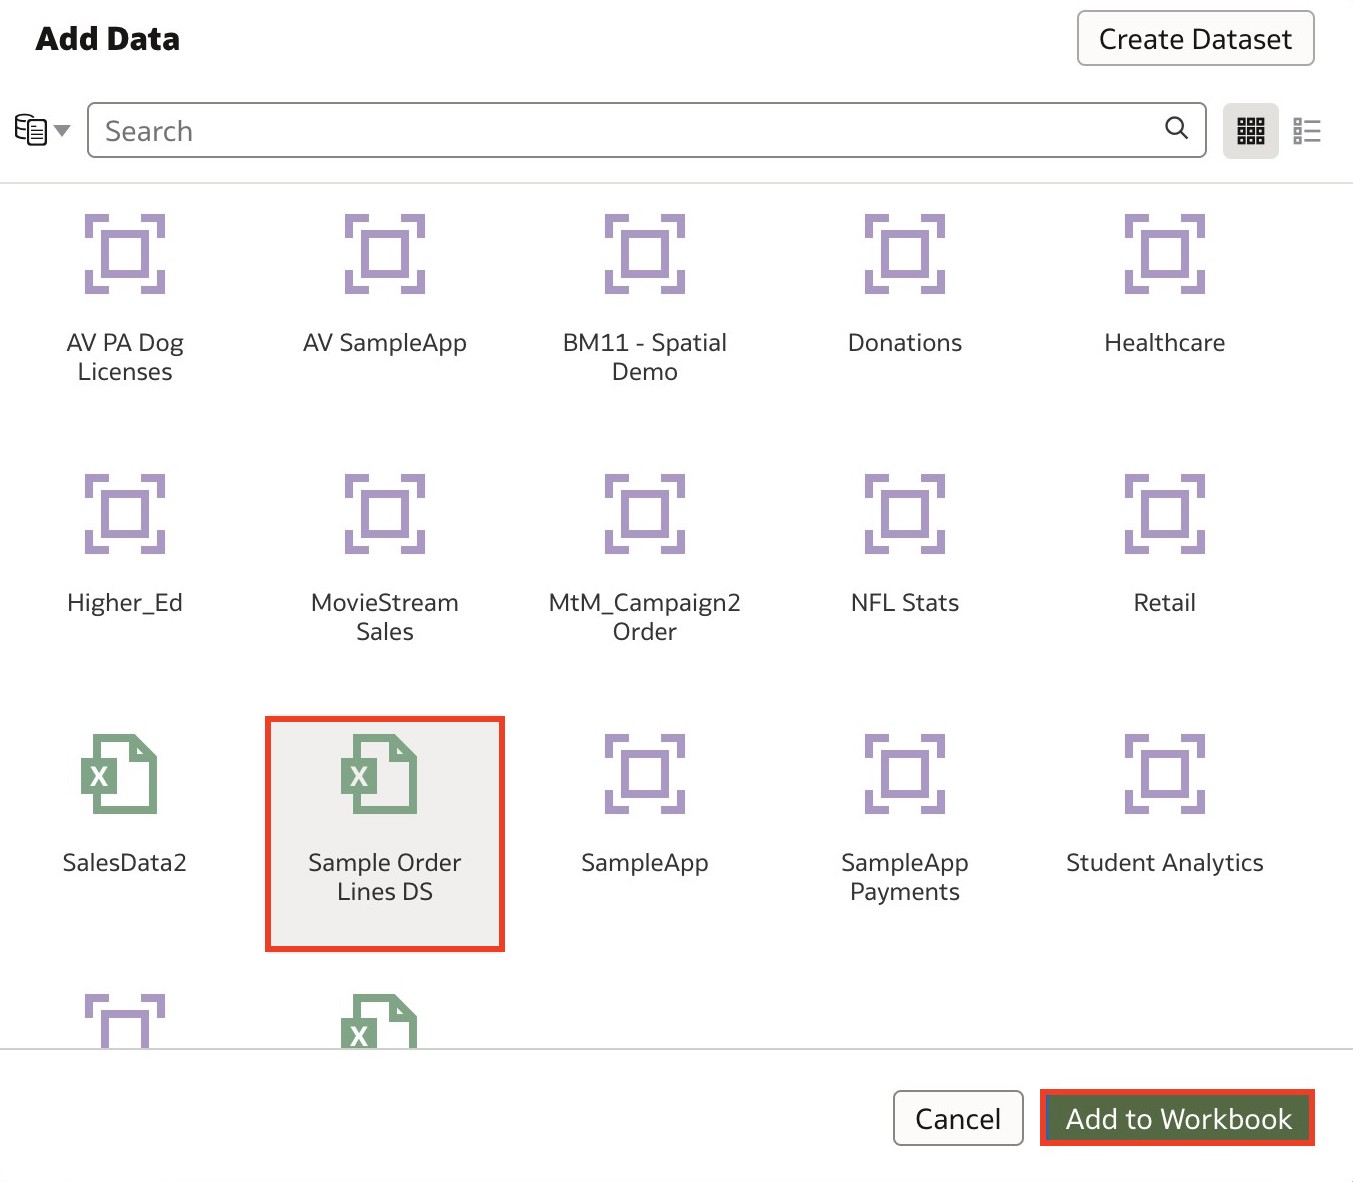 Add Data
Create Dataset
Search
AV PA Dog
Licenses
AV SampleApp
BM11 - Spatial
Demo
Donations
Healthcare
Higher_Ed
MovieStream
Sales
MtM_Campaign2
Order
NFL Stats
Retail
X
SalesData2
X
Sample Order
Lines DS
SampleApp
SampleApp
Payments
Student Analytics
X
Cancel
Add to Workbook